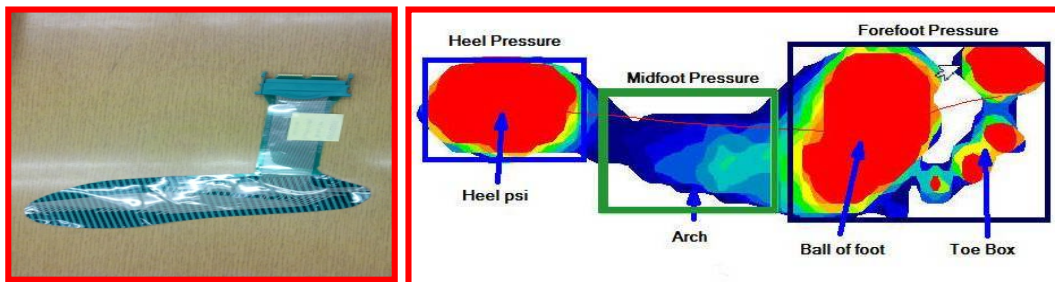 Heel Pressure
Midfoot Pressure
Forefoot Pressure
Heel psi
Arch
Ball of foot
Toe Box